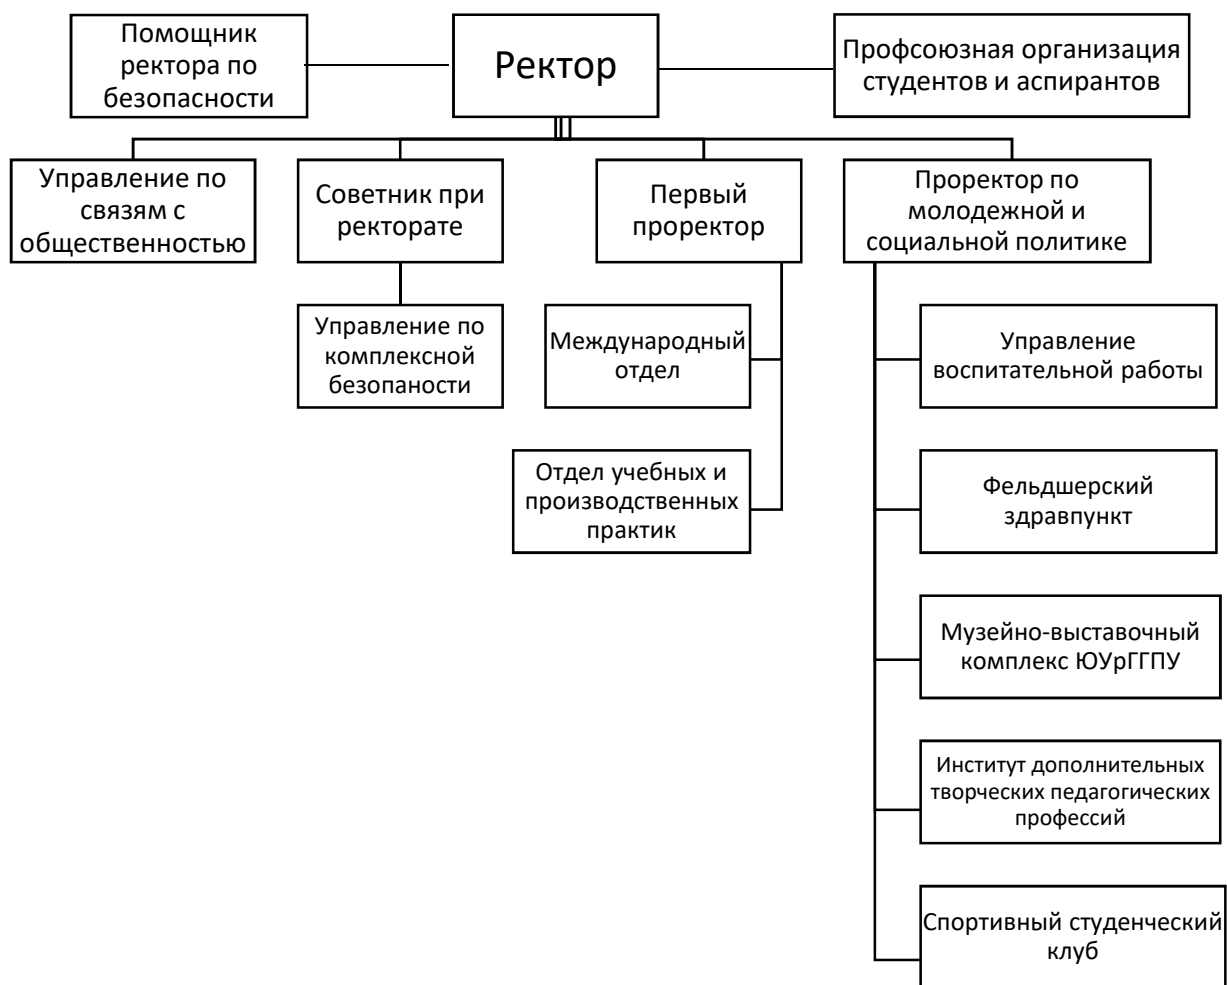 Помощник
ректора по
безопасности
Ректор
Профсоюзная организация
студентов и аспирантов
Управление по
связям с
общественностью
Советник при
ректорате
Первый
проректор
Проректор по
молодежной и
социальной политике
Управление по
комплексной
безопаности
Международный
отдел
Управление
воспитательной работы
Отдел учебных и
производственных
практик
Фельдшерский
здравпункт
Музейно-выставочный
комплекс ЮУрГГПУ
Институт дополнительных
творческих педагогических
профессий
Спортивный студенческий
клуб